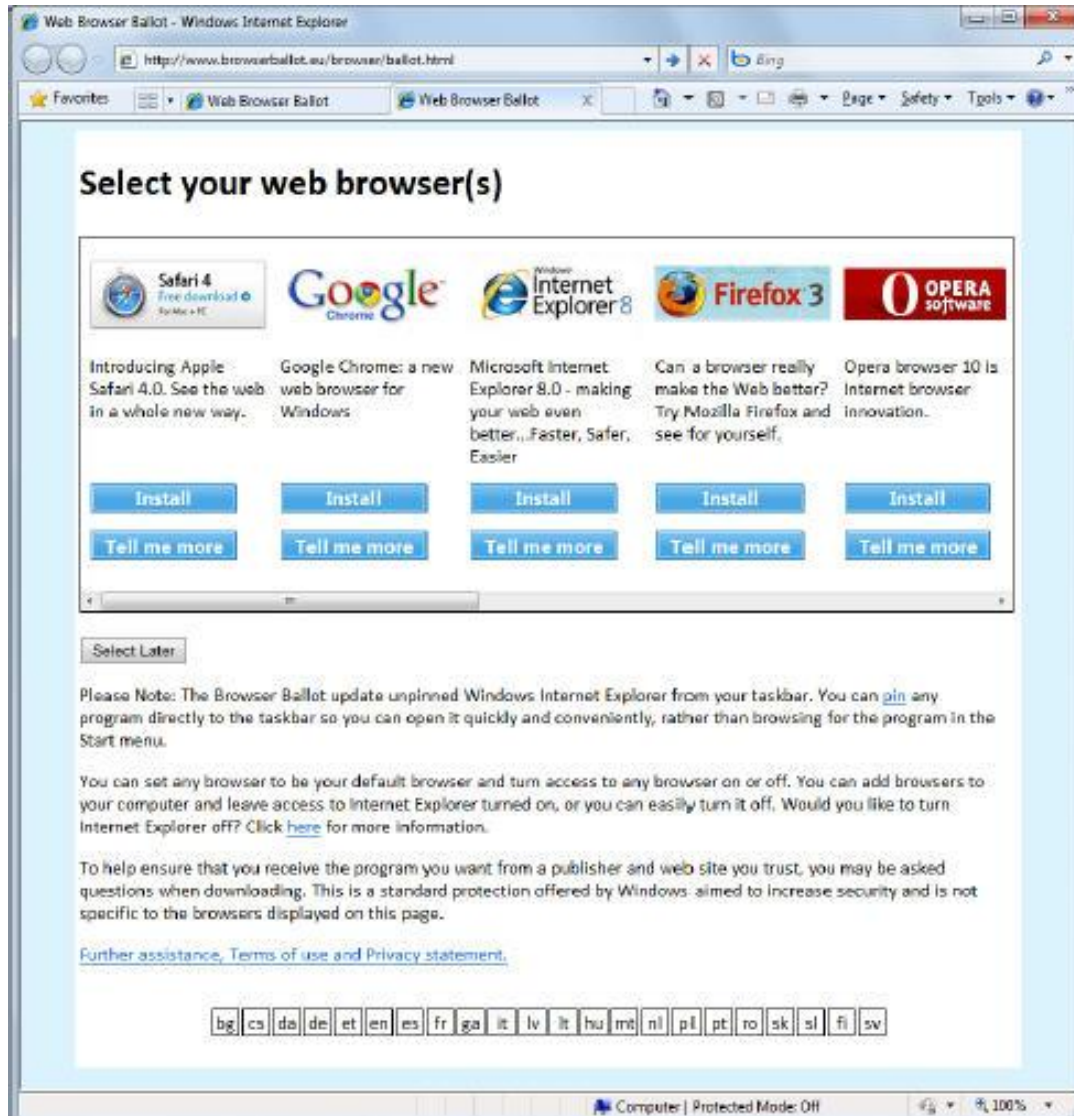 Web Browser Ballot - Windows Internet Explorer
http://www.browserballot.eu/browser/ballot.html
Bing
Favorites
Web Browser Ballot
Web Browser Ballot
X
Page
Safety
Tools
Select your web browser(s)
Safari 4
Free download
For Mac + PC
Google
Chrome
Windows
Internet
Explorer 8
Firefox 3
OPERA
software
Introducing Apple
Safari 4.0. See the web
in a whole new way.
Google Chrome: a new
web browser for
Windows
Microsoft Internet
Explorer 8.0 - making
your web even
better...Faster, Safer,
Easier
Can a browser really
make the Web better?
Try Mozilla Firefox and
see for yourself.
Opera browser 10 is
Internet browser
innovation.
Install
Install
Install
Install
Install
Tell me more
Tell me more
Tell me more
Tell me more
Tell me more
Select Later
Please Note: The Browser Ballot update unpinned Windows Internet Explorer from your taskbar. You can pin any
program directly to the taskbar so you can open it quickly and conveniently, rather than browsing for the program in the
Start menu.
You can set any browser to be your default browser and turn access to any browser on or off. You can add browsers to
your computer and leave access to Internet Explorer turned on, or you can easily turn it off. Would you like to turn
Internet Explorer off? Click here for more information.
To help ensure that you receive the program you want from a publisher and web site you trust, you may be asked
questions when downloading. This is a standard protection offered by Windows aimed to increase security and is not
specific to the browsers displayed on this page.
Further assistance, Terms of use and Privacy statement.
bg cs da de et en es fr ga it lv lt hu mt nl pl pt ro sk sl fi sv
Computer | Protected Mode: Off
100%